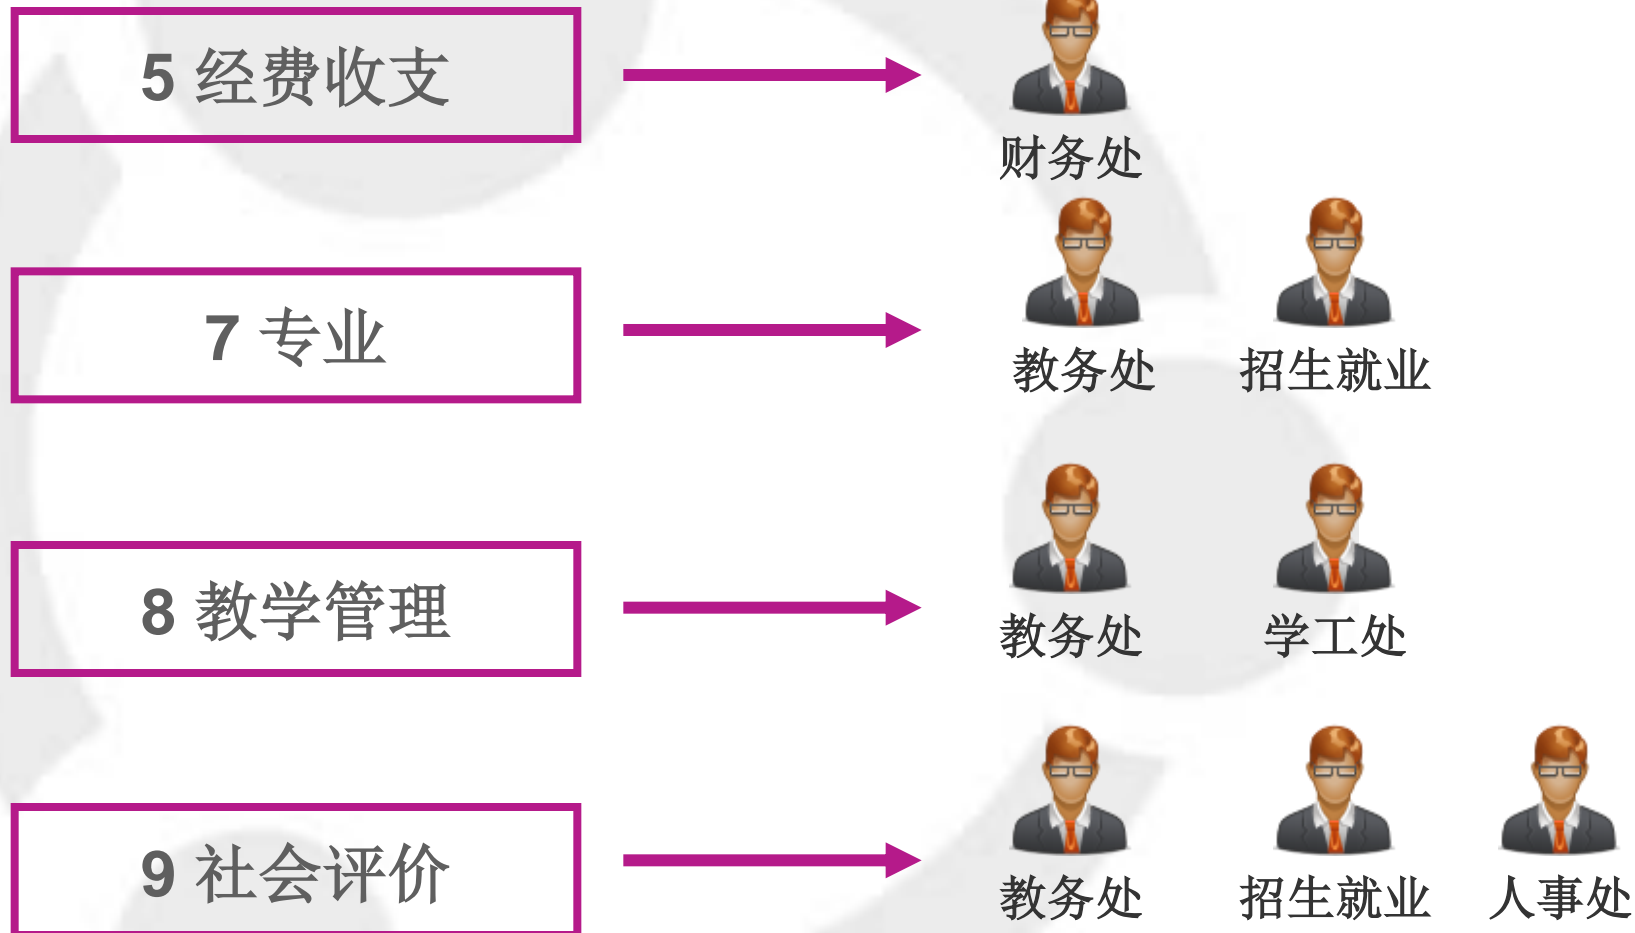 5 经费收支
财务处
7 专业
教务处 招生就业
8 教学管理
教务处 学工处
9 社会评价
教务处 招生就业 人事处